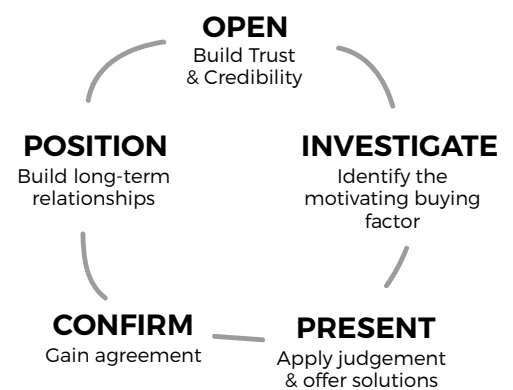 OPEN
Build Trust
& Credibility
INVESTIGATE
Identify the
motivating buying
factor
PRESENT
Apply judgement
& offer solutions
CONFIRM
Gain agreement
POSITION
Build long-term
relationships